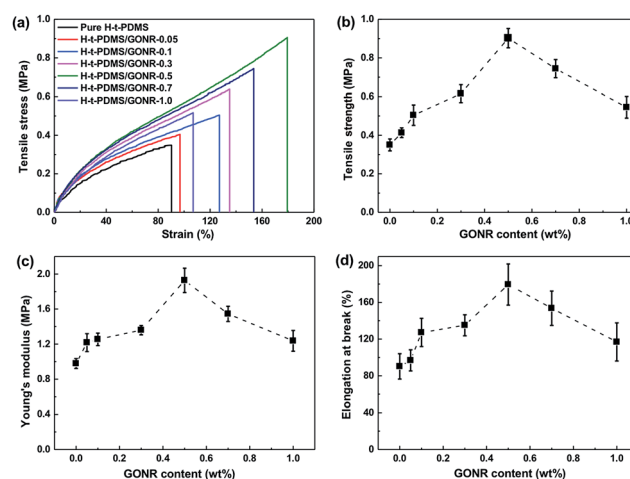 (a)
Pure H-t-PDMS
H-t-PDMS/GONR-0.05
H-t-PDMS/GONR-0.1
H-t-PDMS/GONR-0.3
H-t-PDMS/GONR-0.5
H-t-PDMS/GONR-0.7
H-t-PDMS/GONR-1.0
Tensile stress (MPa)
1.0
0.8
0.6
0.4
0.2
0.0
0 40 80 120 160 200
Strain (%)
(b)
Tensile strength (MPa)
1.0
0.8
0.6
0.4
0.2
0.0
0.0 0.2 0.4 0.6 0.8 1.0
GONR content (wt%)
(c)
Young's modulus (MPa)
2.0
1.6
1.2
0.8
0.4
0.0 0.2 0.4 0.6 0.8 1.0
GONR content (wt%)
(d)
Elongation at break (%)
200
160
120
80
40
0
0.0 0.2 0.4 0.6 0.8 1.0
GONR content (wt%)